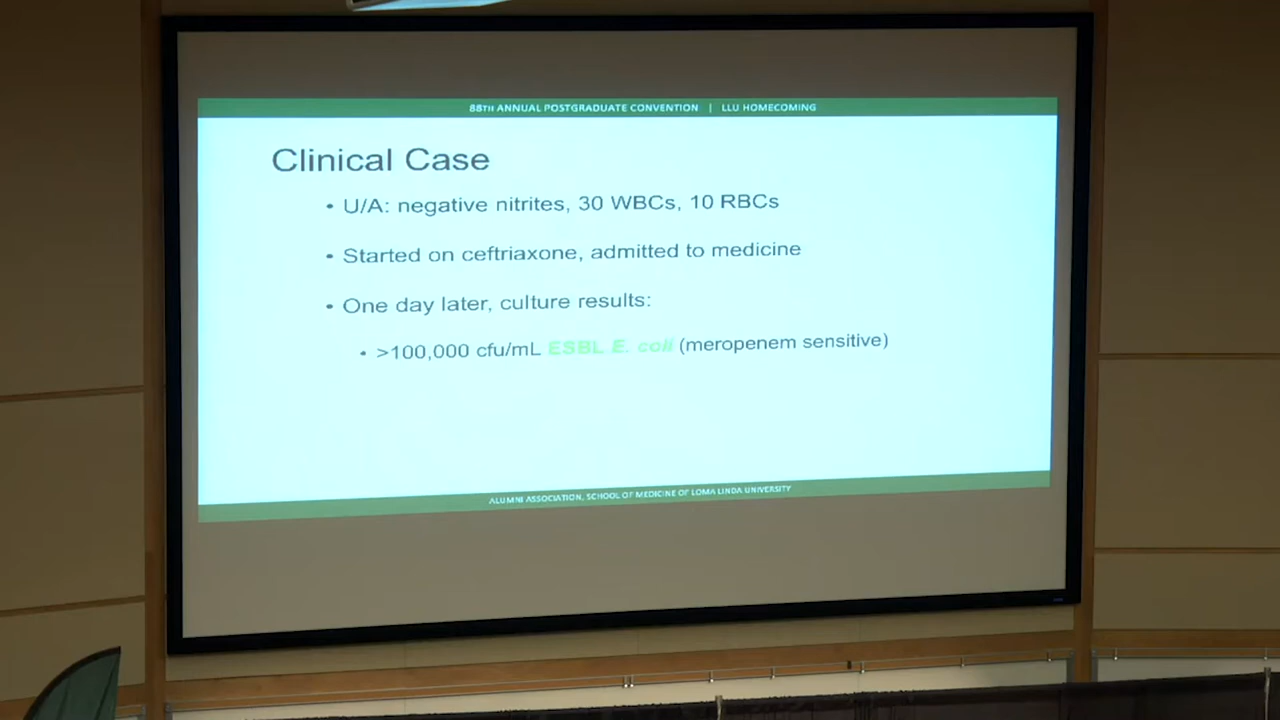 88TH ANNUAL POSTGRADUATE CONVENTION | LLU HOMECOMING
Clinical Case
• U/A: negative nitrites, 30 WBCs, 10 RBCs
• Started on ceftriaxone, admitted to medicine
• One day later, culture results:
• >100,000 cfu/mL ESBL E. coli (meropenem sensitive)
ALUMNI ASSOCIATION, SCHOOL OF MEDICINE OF LOMA LINDA UNIVERSITY